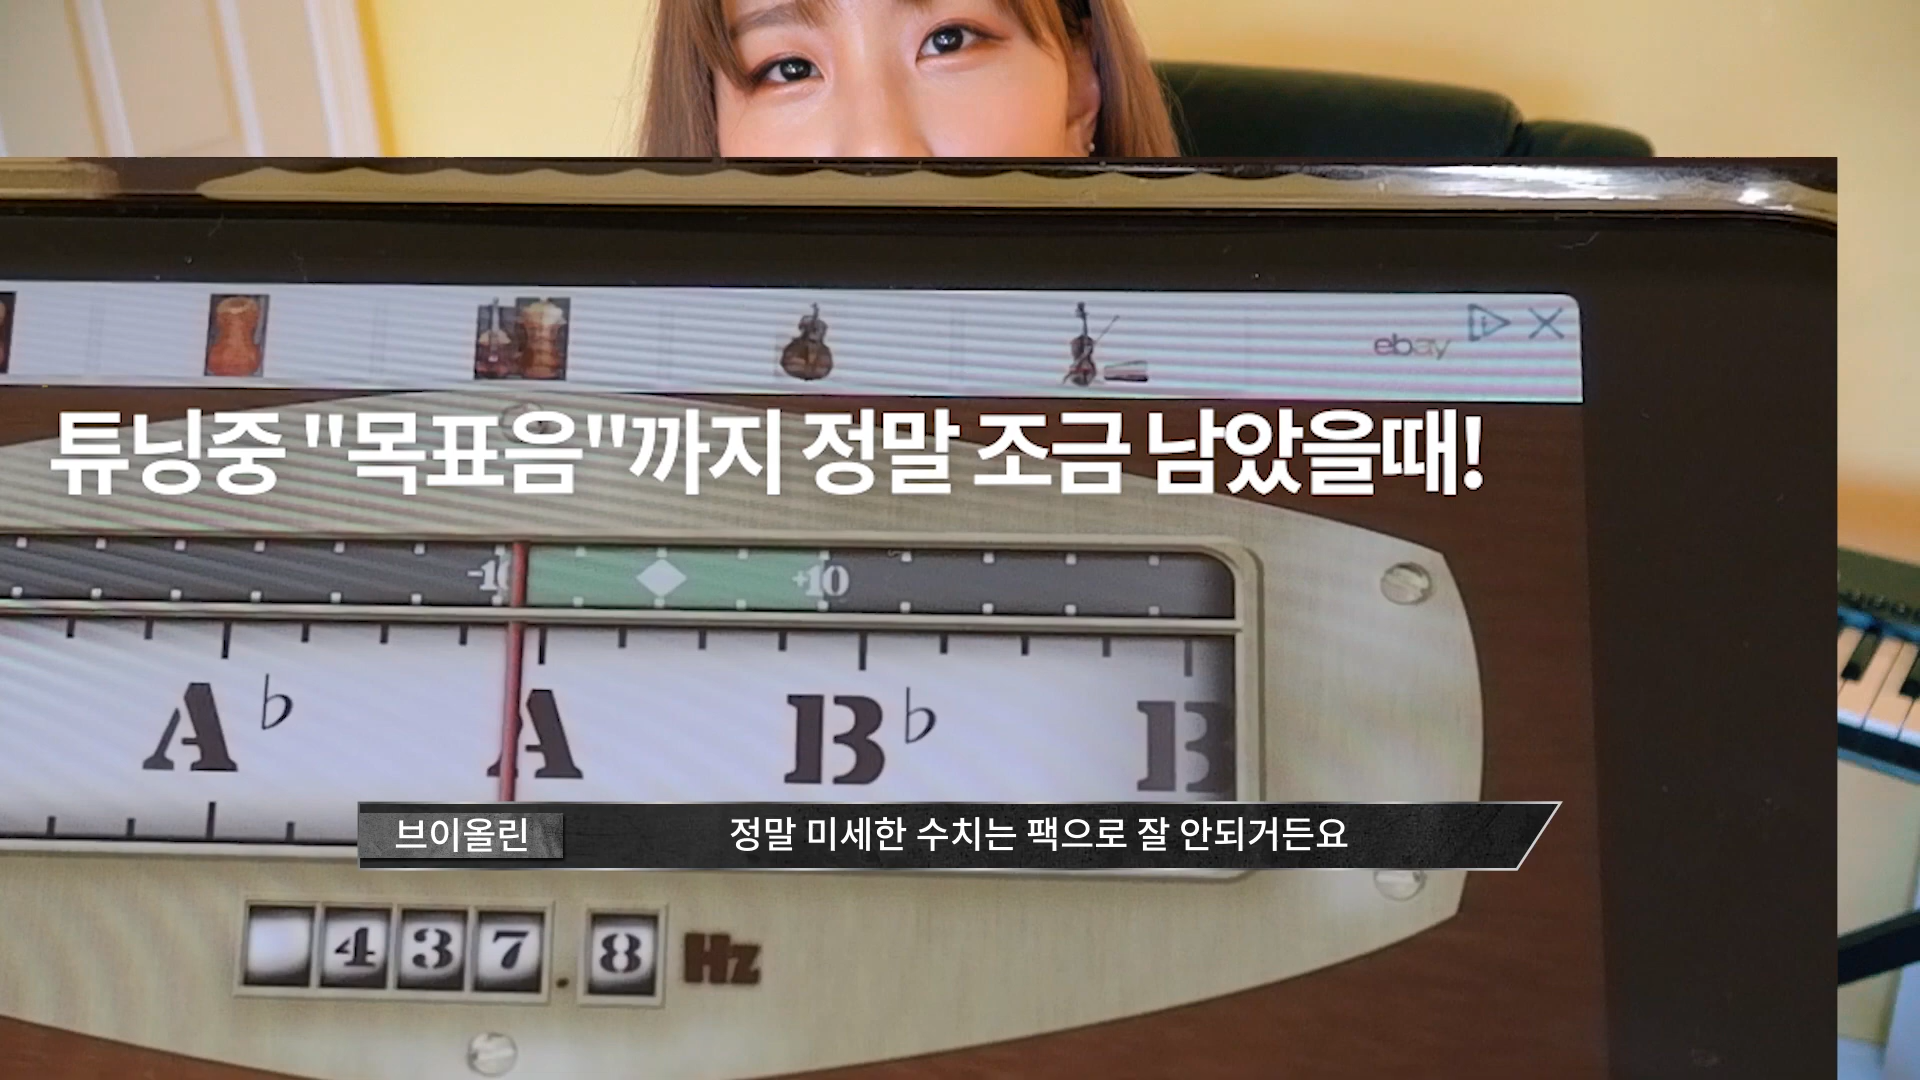 ebay
튜닝중 "목표음"까지 정말 조금 남았을때!
-10 +10
A♭ A B♭ B
브이올린 정말 미세한 수치는 팩으로 잘 안되거든요
437.8 Hz